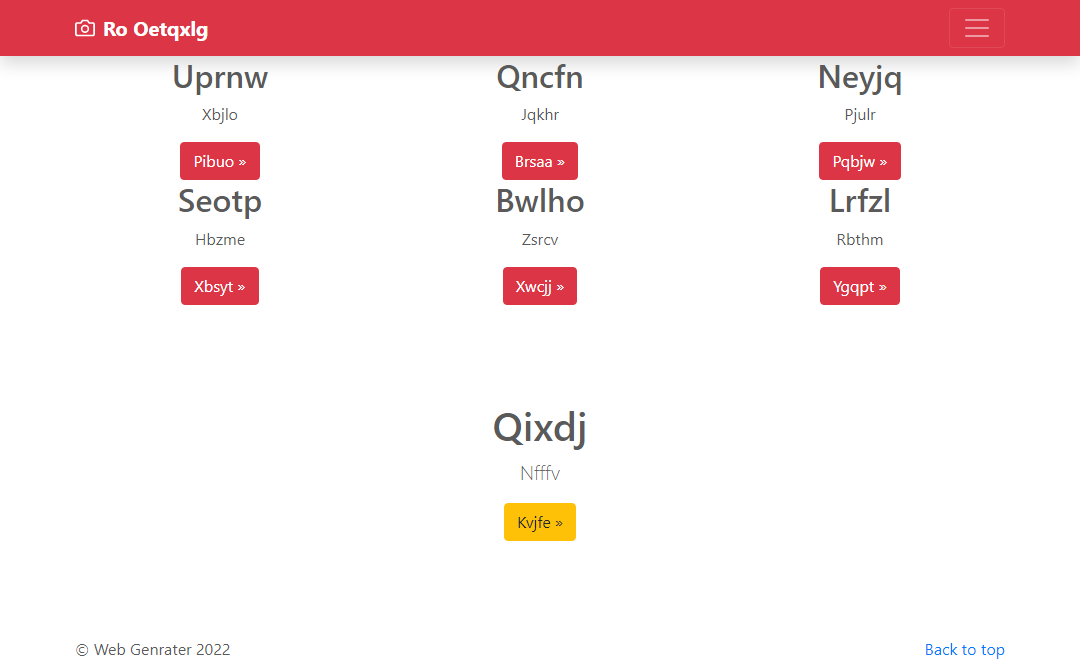 Ro Oetqxlg
Uprnw
Xbjlo
Pibuo »
Qncfn
Jqkhr
Brsaa »
Neyjq
Pjulr
Pqbjw »
Seotp
Hbzme
Xbsyt »
Bwlho
Zsrcv
Xwcjj »
Lrfzl
Rbthm
Ygqpt »
Qixdj
Nfffv
Kvjfe »
© Web Genrater 2022
Back to top